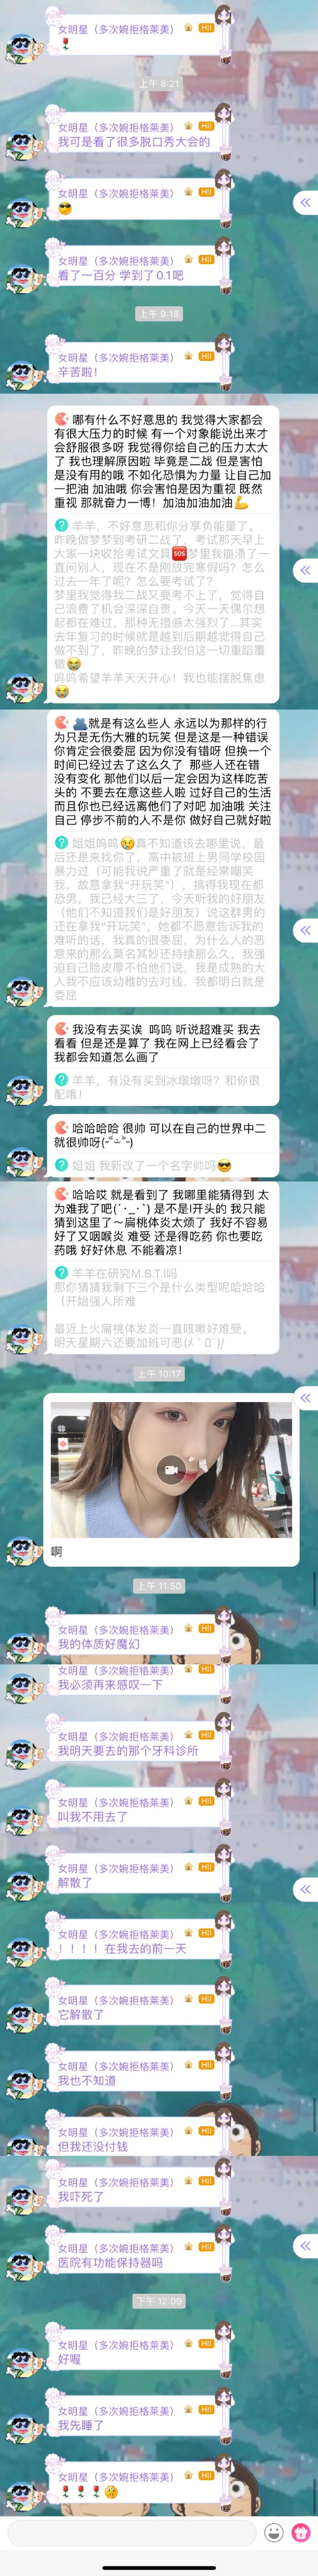 女明星（多次婉拒格莱美） HI!
🌹
上午 8:21
女明星（多次婉拒格莱美） HI!
我可是看了很多脱口秀大会的
女明星（多次婉拒格莱美） HI!
😎
女明星（多次婉拒格莱美） HI!
看了一百分 学到了0.1吧
上午 9:18
女明星（多次婉拒格莱美） HI!
辛苦啦！
哪有什么不好意思的 我觉得大家都会
有很大压力的时候 有一个对象能说出来才
会舒服很多呀 我觉得你给自己的压力太大
了 我也理解原因啦 毕竟是二战 但是害怕
是没有用的哦 不如化恐惧为力量 让自己加
一把油 加油哦 你会害怕是因为重视 既然
重视 那就奋力一博！加油加油加油💪
? 羊羊，不好意思和你分享负能量了。
昨晚做梦梦到考研二战了，考试那天早上
大家一块收拾考试文具🆘梦里我崩溃了一
直问别人，现在不是刚放完寒假吗？怎么
过去一年了呢？怎么要考试了？
梦里我觉得我二战又要考不上了，觉得自
己浪费了机会深深自责。今天一天偶尔想
起都在难过，那种无措感太强烈了...其实
去年复习的时候就是越到后期越觉得自己
做不到了，昨晚的梦让我怕这一切重蹈覆
辙😭
呜呜希望羊羊天天开心！我也能摆脱焦虑
😭
就是有这么些人 永远以为那样的行
为只是无伤大雅的玩笑 但是这是一种错误
你肯定会很委屈 因为你没有错呀 但换一个
时间已经过去了这么久了 那些人还在错
没有变化 那他们以后一定会因为这样吃苦
头的 不要去在意这些人啦 过好自己的生活
而且你也已经远离他们了对吧 加油哦 关注
自己 停步不前的人不是你 做好自己就好啦
? 姐姐呜呜😢真不知道该去哪里说，最
后还是来找你了，高中被班上男同学校园
暴力过（可能我说严重了就是经常嘲笑
我，故意拿我“开玩笑”），搞得我现在都
恐男，我已经大三了，今天听我的好朋友
（他们不知道我们是好朋友）说这群男的
还在拿我“开玩笑”，她都不愿意告诉我的
难听的话，我真的很委屈，为什么人的恶
意来的那么莫名其妙还持续那么久，我强
迫自己脸皮厚不怕他们说，我是成熟的大
人我不应该幼稚的去对线，我都明白就是
委屈
我没有去买诶 呜呜 听说超难买 我去
看看 但是还是算了 我在网上已经看会了
我都会知道怎么画了
? 羊羊，有没有买到冰墩墩呀？和你很
配哦！
哈哈哈哈 很帅 可以在自己的世界中二
就很帅呀
? 姐姐 我新改了一个名字帅吗😎
哈哈哎 就是看到了 我哪里能猜得到 太
为难我了吧(´･_･`) 是不是I开头的 我只能
猜到这里了～扁桃体炎太烦了 我好不容易
好了又咽喉炎 难受 还是得吃药 你也要吃
药哦 好好休息 不能着凉！
? 羊羊在研究M.B.T.I吗
那你猜猜我剩下三个是什么类型呢哈哈哈
（开始强人所难
最近上火扁桃体发炎一直咳嗽好难受。
明天星期六还要加班可恶
上午 10:17
啊
上午 11:50
女明星（多次婉拒格莱美） HI!
我的体质好魔幻
女明星（多次婉拒格莱美） HI!
我必须再来感叹一下
女明星（多次婉拒格莱美） HI!
我明天要去的那个牙科诊所
女明星（多次婉拒格莱美） HI!
叫我不用去了
女明星（多次婉拒格莱美） HI!
解散了
女明星（多次婉拒格莱美） HI!
！！！！在我去的前一天
女明星（多次婉拒格莱美） HI!
它解散了
女明星（多次婉拒格莱美） HI!
我也不知道
女明星（多次婉拒格莱美） HI!
但我还没付钱
女明星（多次婉拒格莱美） HI!
我吓死了
女明星（多次婉拒格莱美） HI!
医院有功能保持器吗
下午 12:09
女明星（多次婉拒格莱美） HI!
好喔
女明星（多次婉拒格莱美） HI!
我先睡了
女明星（多次婉拒格莱美） HI!
🌹🌹🌹🤫